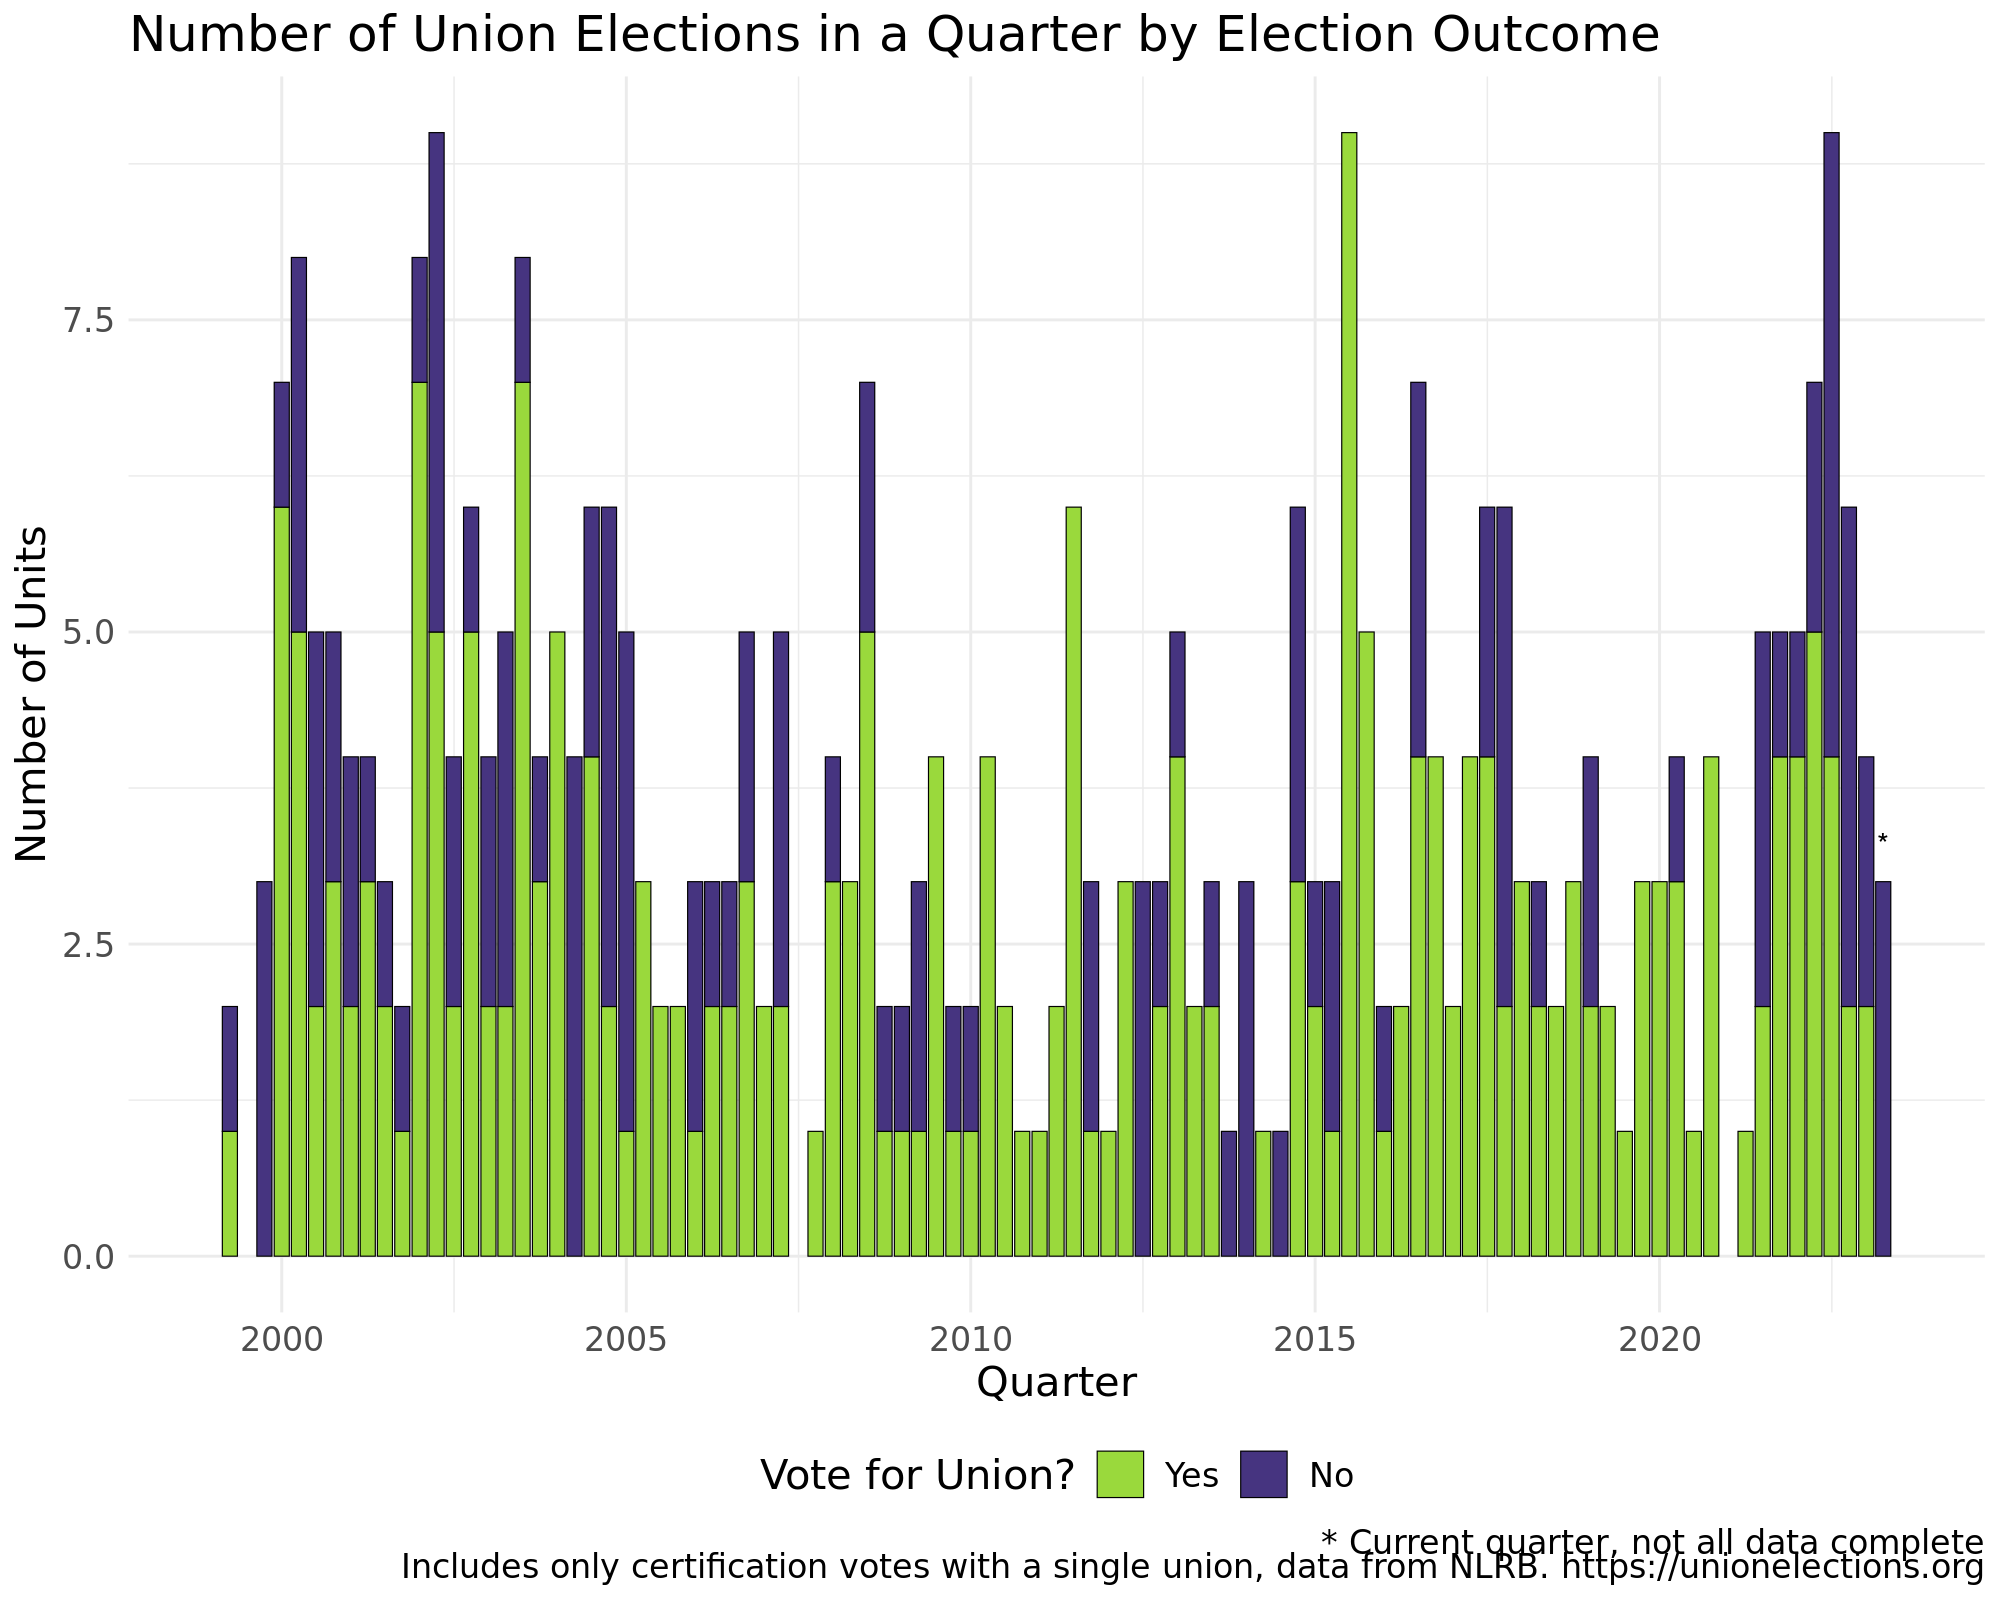 Number of Union Elections in a Quarter by Election Outcome
7.5
5.0
2.5
0.0
Number of Units
*
2000 2005 2010 2015 2020
Quarter
Vote for Union? Yes No
* Current quarter, not all data complete
Includes only certification votes with a single union, data from NLRB. https://unionelections.org